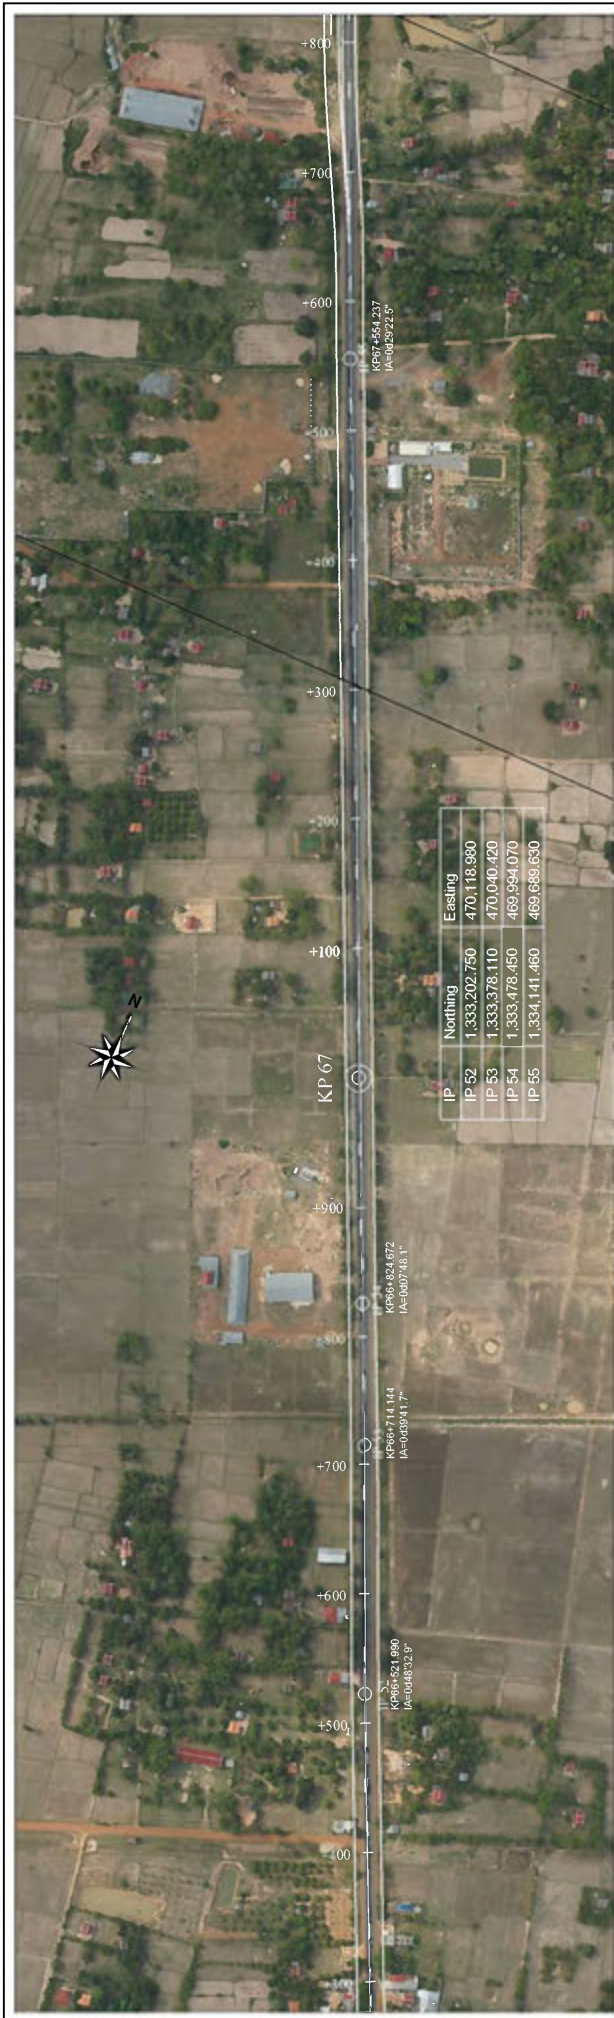 +800
+700
+600
KP67+554.237
IA=0d29'22.5"
+500
+400
+300
+200
+100
N
KP 67
IP Northing Easting
IP 52 1,333,202.750 470,118.980
IP 53 1,333,378.110 470,040.420
IP 54 1,333,478.450 469,994.070
IP 55 1,334,141.460 469,689.630
+900
KP66+824.672
IA=0d07'48.1"
+800
KP66+714.144
IA=0d39'41.7"
+700
+600
KP66+521.990
IA=0d48'32.9"
+500
+400